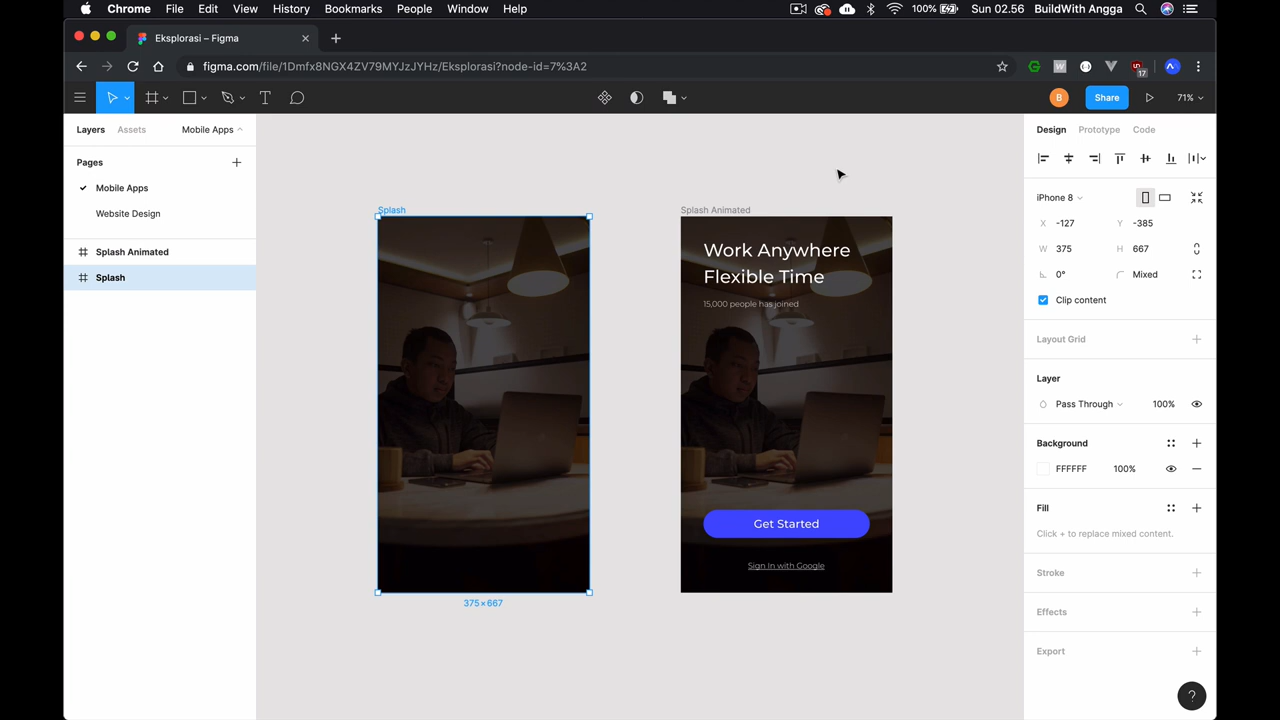 Chrome File Edit View History Bookmarks People Window Help 100% Sun 02.56 BuildWith Angga
Eksplorasi – Figma
figma.com/file/1Dmfx8NGX4ZV79MYJzJYHz/Eksplorasi?node-id=7%3A2 17
B Share 71%
Layers Assets Mobile Apps
Pages
Mobile Apps
Website Design
Splash Animated
Splash
Splash
375×667
Splash Animated
Work Anywhere
Flexible Time
15,000 people has joined
Get Started
Sign In with Google
Design Prototype Code
iPhone 8
X -127 Y -385
W 375 H 667
0° Mixed
Clip content
Layout Grid
Layer
Pass Through 100%
Background
FFFFFF 100%
Fill
Click + to replace mixed content.
Stroke
Effects
Export
?